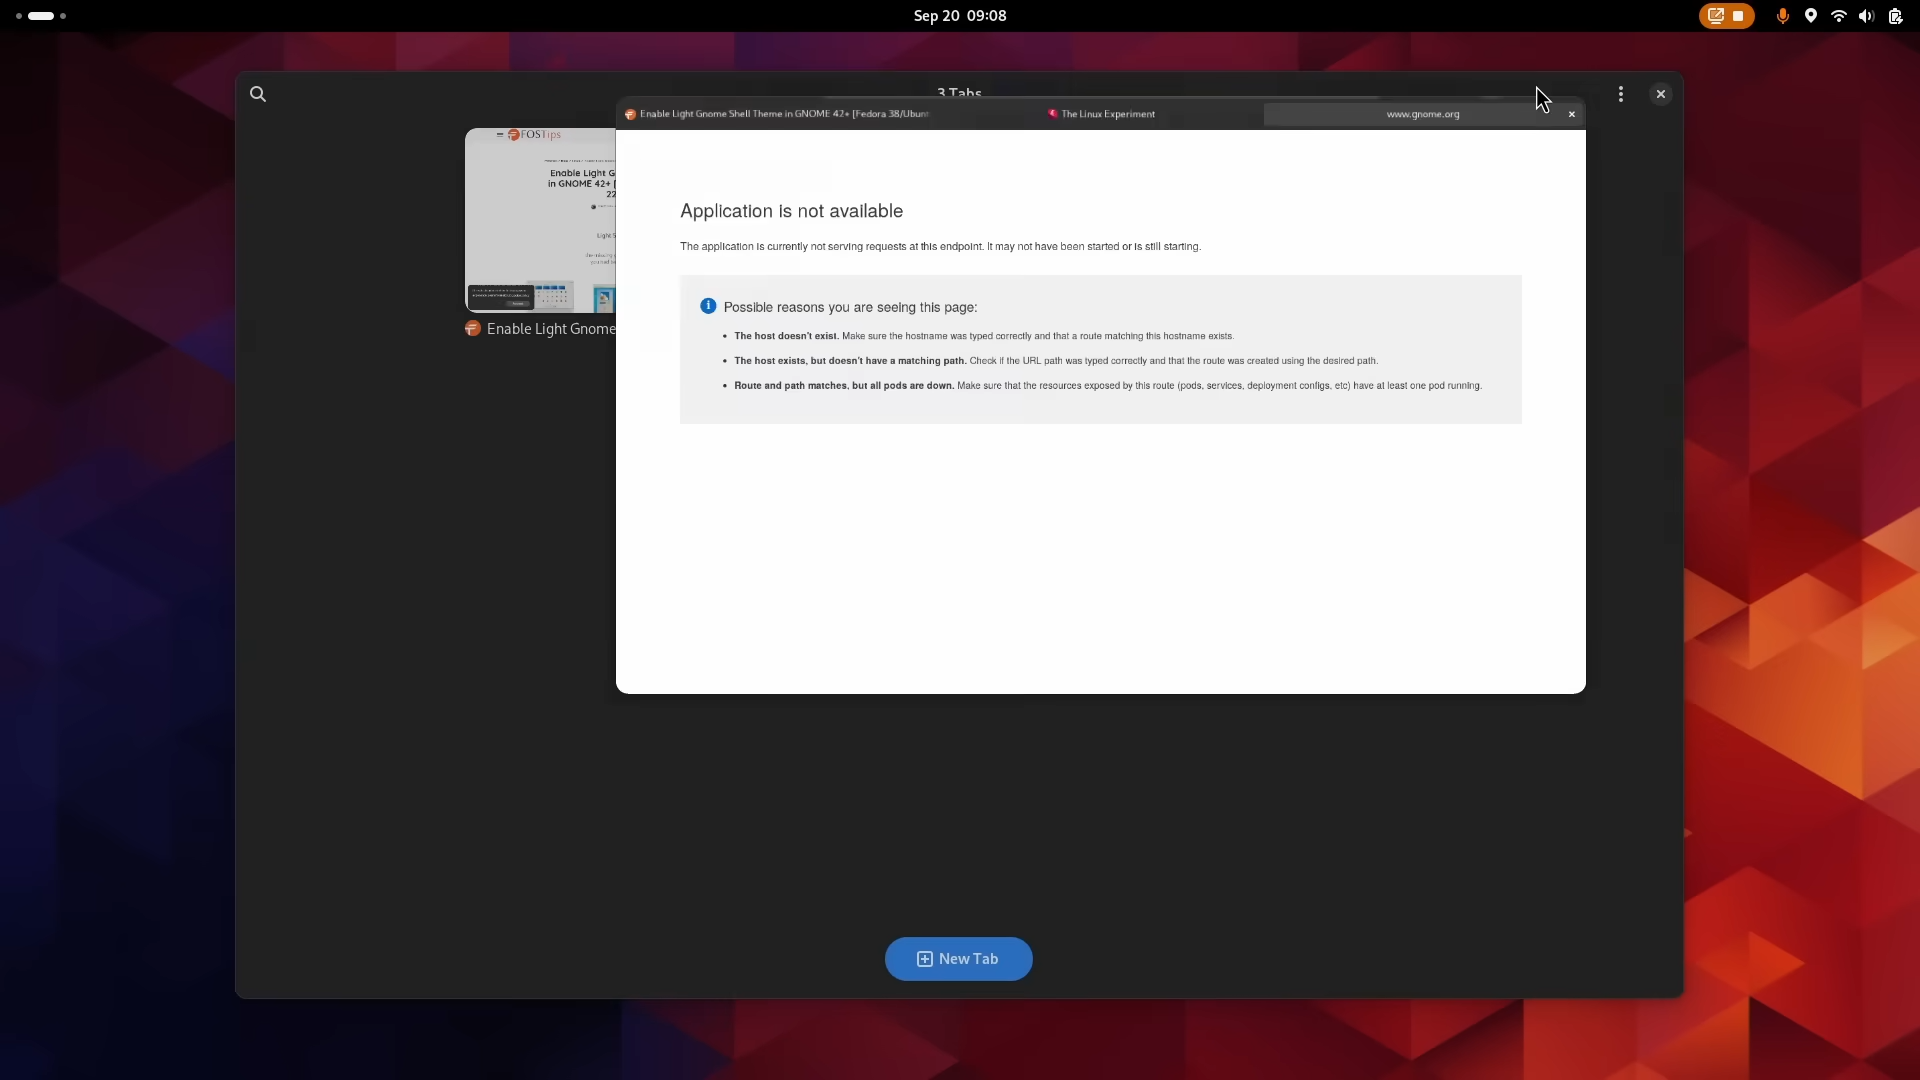 Sep 20 09:08
3 Tabs
Enable Light Gnome Shell Theme in GNOME 42+ [Fedora 38/Ubunt
The Linux Experiment
www.gnome.org
FOSTips
Enable Light G
in GNOME 42+ [
22
Light S
Enable Light Gnome
Application is not available
The application is currently not serving requests at this endpoint. It may not have been started or is still starting.
Possible reasons you are seeing this page:
• The host doesn't exist. Make sure the hostname was typed correctly and that a route matching this hostname exists.
• The host exists, but doesn't have a matching path. Check if the URL path was typed correctly and that the route was created using the desired path.
• Route and path matches, but all pods are down. Make sure that the resources exposed by this route (pods, services, deployment configs, etc) have at least one pod running.
New Tab